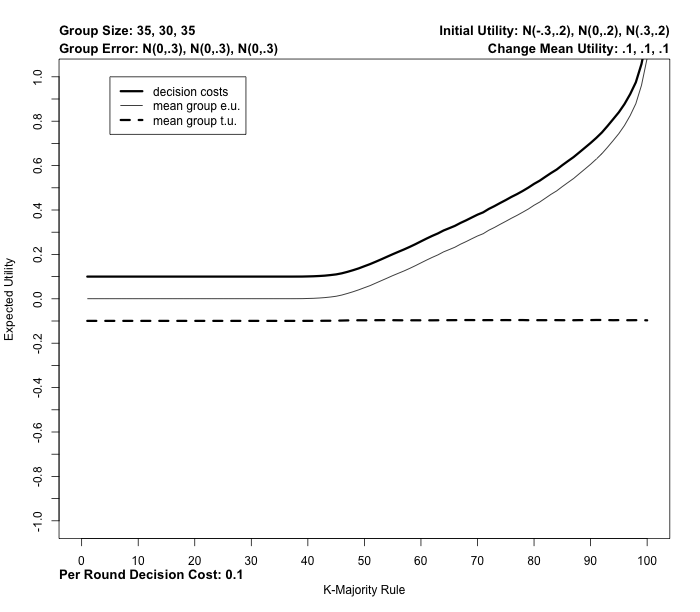 Group Size: 35, 30, 35
Initial Utility: N(-.3,.2), N(0,.2), N(.3,.2)
Group Error: N(0,.3), N(0,.3), N(0,.3)
Change Mean Utility: .1, .1, .1
decision costs
mean group e.u.
mean group t.u.
Expected Utility
1.0
0.8
0.6
0.4
0.2
0.0
-0.2
-0.4
-0.6
-0.8
-1.0
0 10 20 30 40 50 60 70 80 90 100
Per Round Decision Cost: 0.1
K-Majority Rule